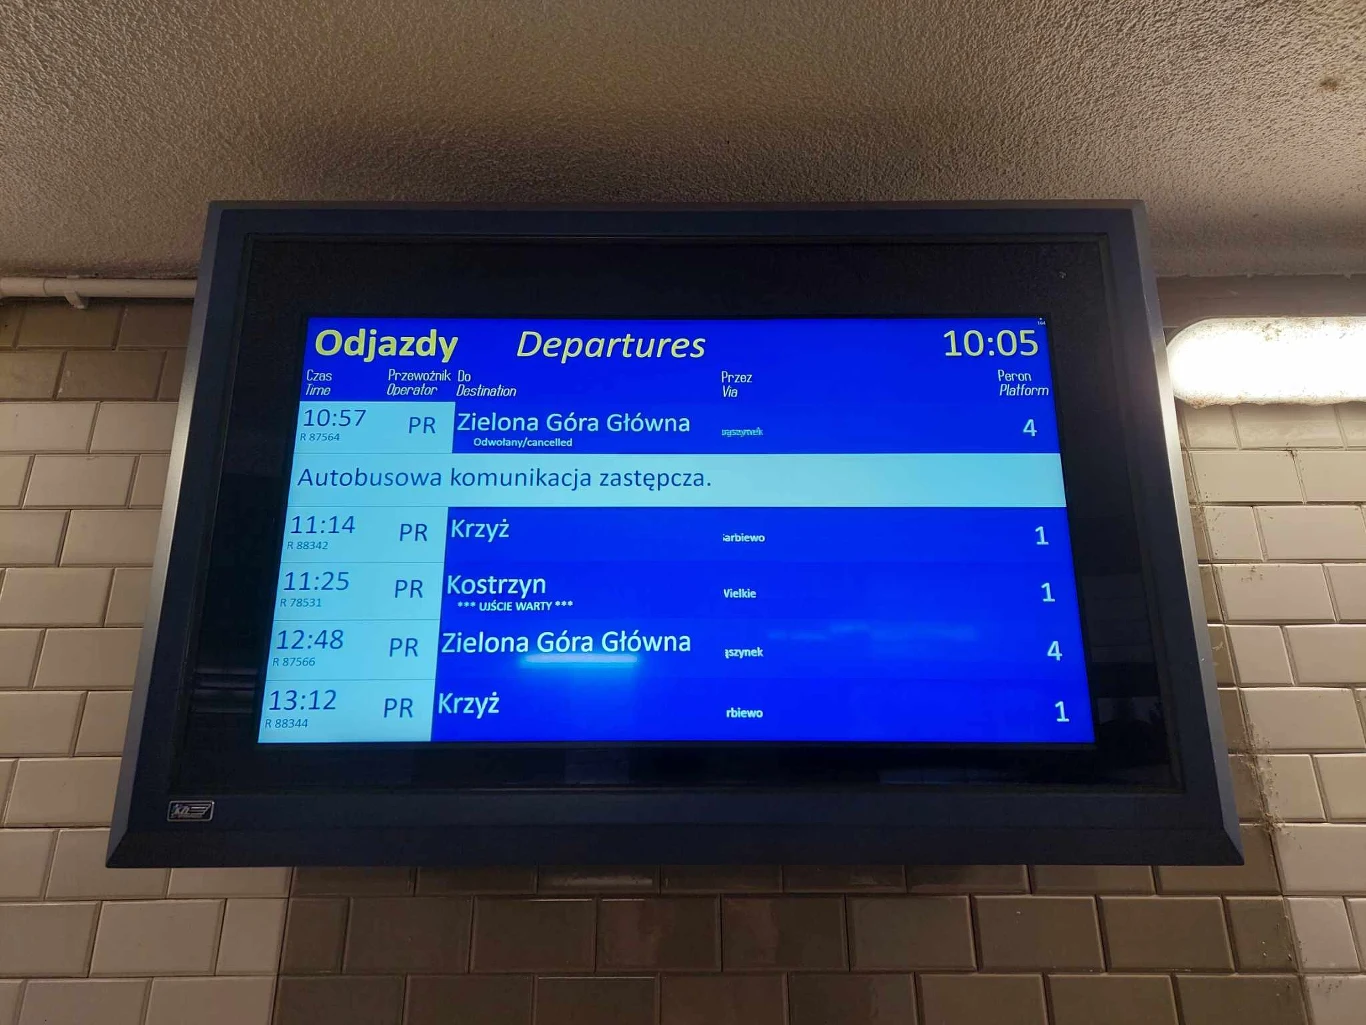 Odjazdy Departures 10:05
Czas Przewoźnik Do Przez Peron
Time Operator Destination Via Platform
10:57 PR Zielona Góra Główna 4
R 87564 Odwołany/cancelled
Autobusowa komunikacja zastępcza.
11:14 PR Krzyż arbiewo 1
R 88342
11:25 PR Kostrzyn Vielkie 1
R 78531 *** UJŚCIE WARTY ***
12:48 PR Zielona Góra Główna ąszynek 4
R 87566
13:12 PR Krzyż rbiewo 1
R 88344